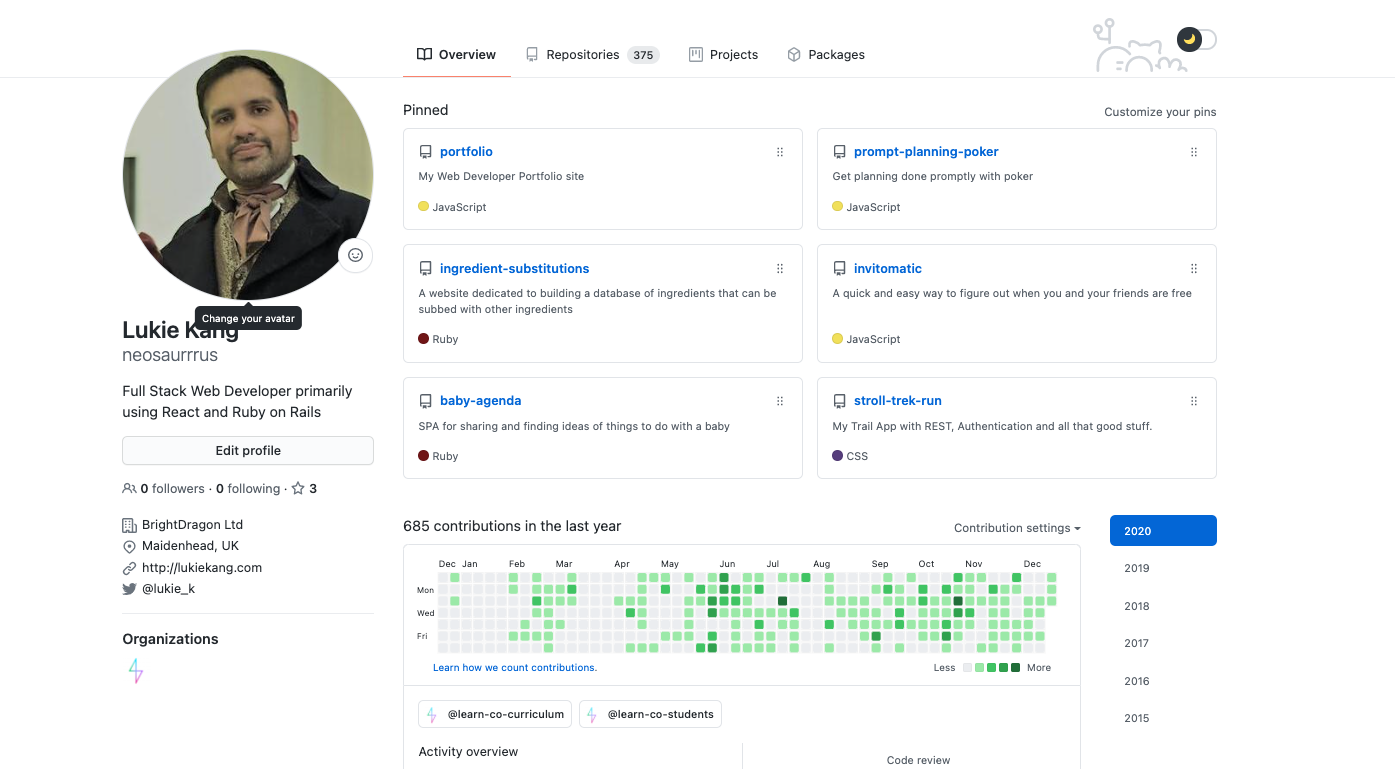 Overview
Repositories 375
Projects
Packages
Change your avatar
Lukie Kang
neosaurrrus
Full Stack Web Developer primarily
using React and Ruby on Rails
Edit profile
0 followers · 0 following · 3
BrightDragon Ltd
Maidenhead, UK
http://lukiekang.com
@lukie_k
Organizations
Pinned
Customize your pins
portfolio
My Web Developer Portfolio site
JavaScript
prompt-planning-poker
Get planning done promptly with poker
JavaScript
ingredient-substitutions
A website dedicated to building a database of ingredients that can be
subbed with other ingredients
Ruby
invitomatic
A quick and easy way to figure out when you and your friends are free
JavaScript
baby-agenda
SPA for sharing and finding ideas of things to do with a baby
Ruby
stroll-trek-run
My Trail App with REST, Authentication and all that good stuff.
CSS
685 contributions in the last year
Contribution settings
Dec Jan Feb Mar Apr May Jun Jul Aug Sep Oct Nov Dec
Mon
Wed
Fri
Learn how we count contributions.
Less More
@learn-co-curriculum
@learn-co-students
Activity overview
Code review
2020
2019
2018
2017
2016
2015